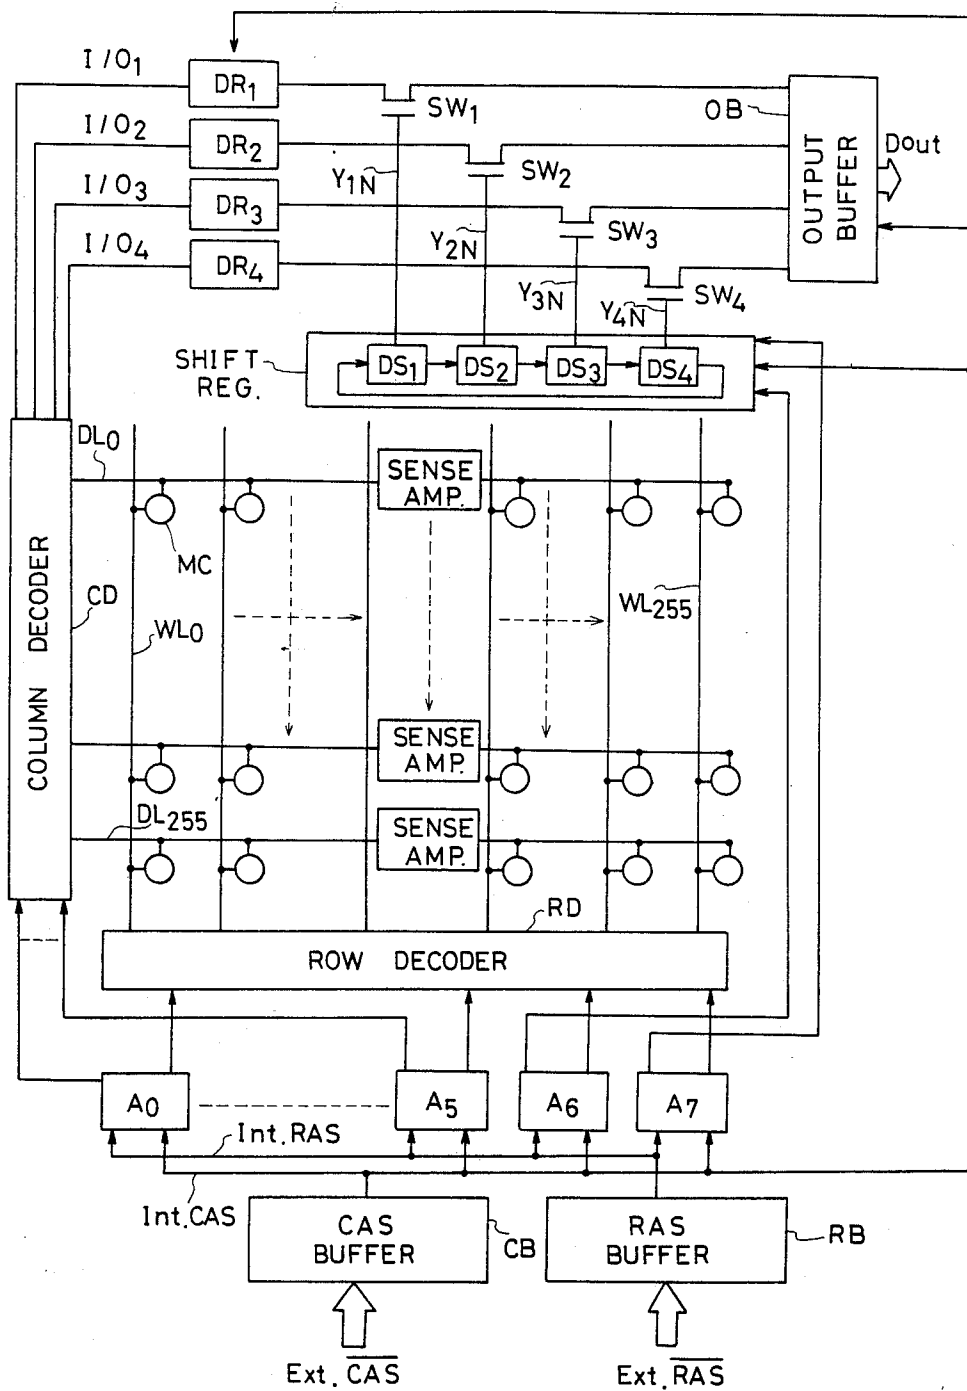 I/O1
DR1
SW1
OB
OUTPUT BUFFER
Dout
I/O2
DR2
SW2
Y1N
I/O3
DR3
SW3
Y2N
I/O4
DR4
SW4
Y3N
Y4N
SHIFT REG.
DS1
DS2
DS3
DS4
DL0
SENSE AMP.
MC
COLUMN DECODER
CD
WL0
WL255
SENSE AMP.
DL255
SENSE AMP.
RD
ROW DECODER
A0
A5
A6
A7
Int.RAS
Int.CAS
CAS BUFFER
CB
RAS BUFFER
RB
Ext. CAS
Ext. RAS